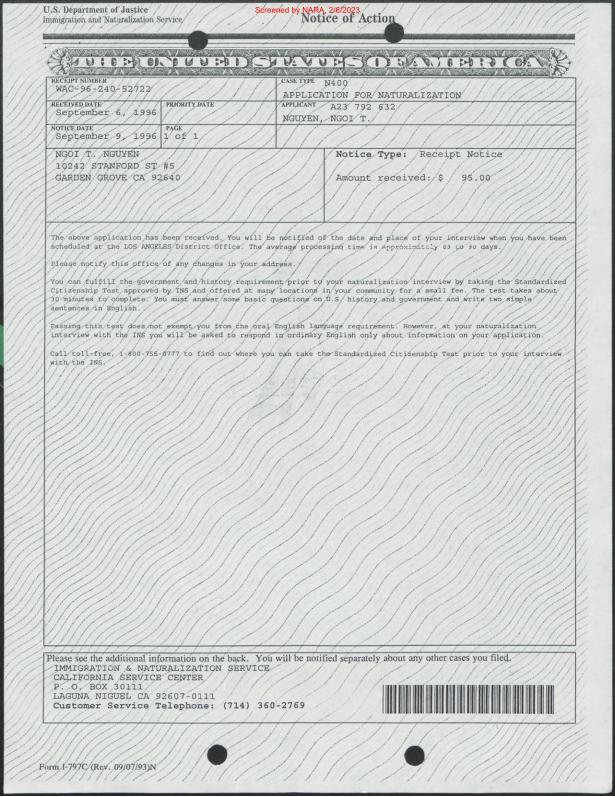 U.S. Department of Justice
Immigration and Naturalization Service
Screened by NARA, 2/8/2023
Notice of Action
THE UNITED STATES OF AMERICA
RECEIPT NUMBER
WAC-96-240-52722
CASE TYPE N400
APPLICATION FOR NATURALIZATION
RECEIVED DATE
September 6, 1996
PRIORITY DATE
APPLICANT A23 792 632
NGUYEN, NGOI T.
NOTICE DATE
September 9, 1996
PAGE
1 of 1
NGOI T. NGUYEN
10242 STANFORD ST #5
GARDEN GROVE CA 92640
Notice Type: Receipt Notice
Amount received: $ 95.00
The above application has been received. You will be notified of the date and place of your interview when you have been
scheduled at the LOS ANGELES District Office. The average processing time is approximately to 90 days.
Please notify this office of any changes in your address.
You can fulfill the government and history requirement prior to your naturalization interview by taking the Standardized
Citizenship Test approved by INS and offered at many locations in your community for a small fee. The test takes about
30 minutes to complete. You must answer some basic questions on U.S. history and government and write two simple
sentences in English.
Passing this test does not exempt you from the oral English language requirement. However, at your naturalization
interview with the INS you will be asked to respond in ordinary English only about information on your application.
Call toll-free, 1-800-755-0777 to find out where you can take the Standardized Citizenship Test prior to your interview
with the INS.
Please see the additional information on the back. You will be notified separately about any other cases you filed.
IMMIGRATION & NATURALIZATION SERVICE
CALIFORNIA SERVICE CENTER
P. O. BOX 30111
LAGUNA NIGUEL CA 92607-0111
Customer Service Telephone: (714) 360-2769
Form I-797C (Rev. 09/07/93)N